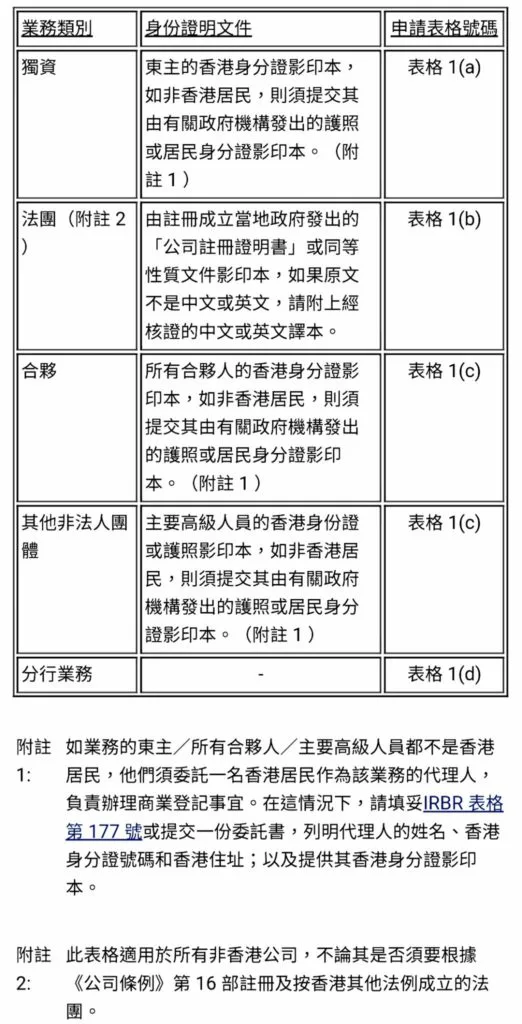 業務類別
身份證明文件
申請表格號碼
獨資
東主的香港身分證影印本，
如非香港居民，則須提交其
由有關政府機構發出的護照
或居民身分證影印本。（附
註 1 ）
表格 1(a)
法團（附註 2
）
由註冊成立當地政府發出的
「公司註冊證明書」或同等
性質文件影印本，如果原文
不是中文或英文，請附上經
核證的中文或英文譯本。
表格 1(b)
合夥
所有合夥人的香港身分證影
印本，如非香港居民，則須
提交其由有關政府機構發出
的護照或居民身分證影印
本。（附註 1 ）
表格 1(c)
其他非法人團
體
主要高級人員的香港身份證
或護照影印本，如非香港居
民，則須提交其由有關政府
機構發出的護照或居民身分
證影印本。（附註 1 ）
表格 1(c)
分行業務
-
表格 1(d)
附註
1:
如業務的東主／所有合夥人／主要高級人員都不是香港
居民，他們須委託一名香港居民作為該業務的代理人，
負責辦理商業登記事宜。在這情況下，請填妥IRBR 表格
第 177 號或提交一份委託書，列明代理人的姓名、香港
身分證號碼和香港住址；以及提供其香港身分證影印
本。
附註
2:
此表格適用於所有非香港公司，不論其是否須要根據
《公司條例》第 16 部註冊及按香港其他法例成立的法
團。